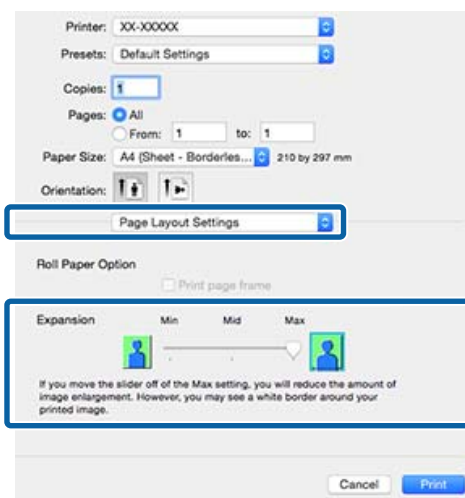 Printer: XX-XXXXX
Presets: Default Settings
Copies: 1
Pages: All
From: 1 to: 1
Paper Size: A4 (Sheet - Borderles... 210 by 297 mm
Orientation:
Page Layout Settings
Roll Paper Option
Print page frame
Expansion Min Mid Max
If you move the slider off of the Max setting, you will reduce the amount of
image enlargement. However, you may see a white border around your
printed image.
Cancel Print